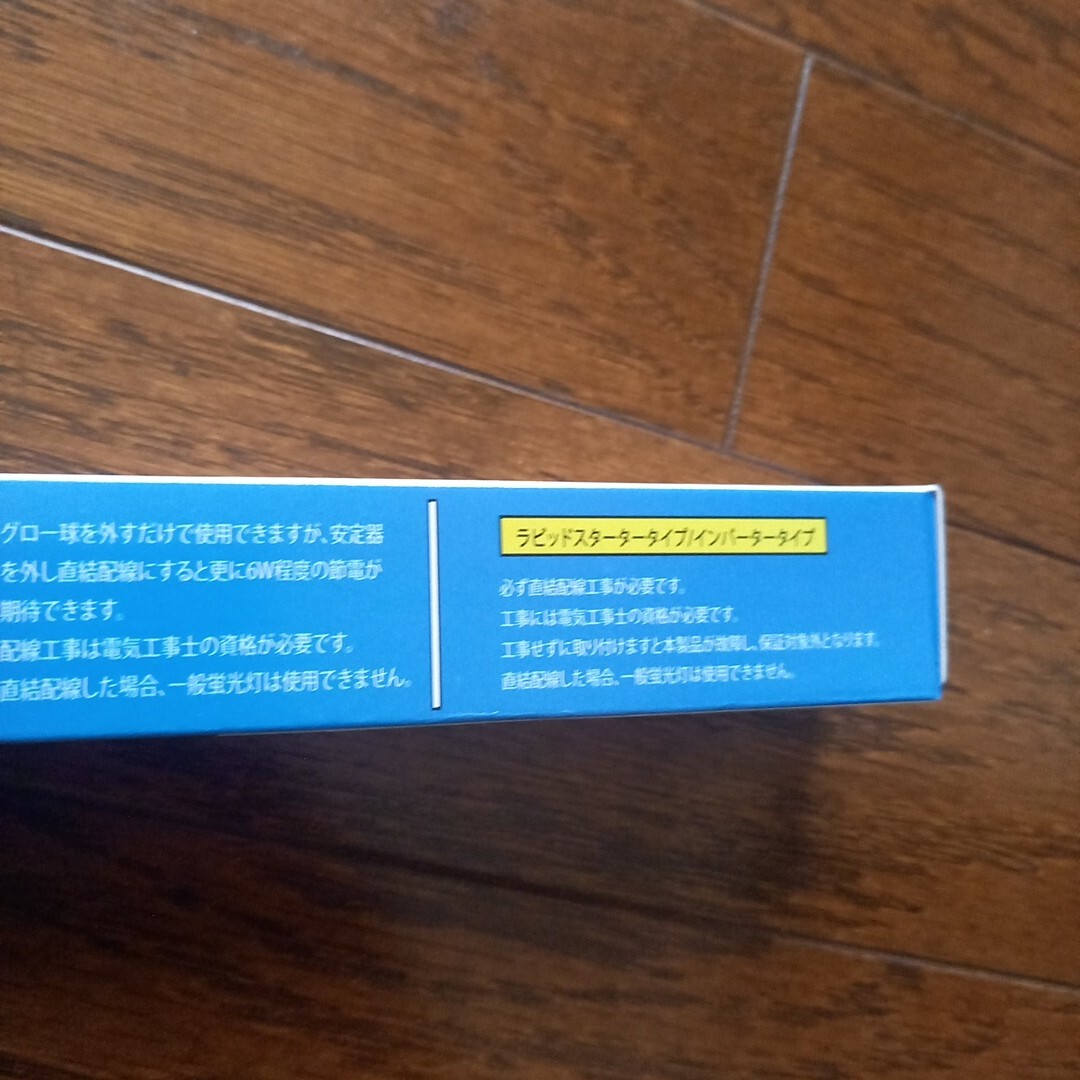 グロー球を外すだけで使用できますが、安定器
を外し直結配線にすると更に6W程度の節電が
期待できます。
配線工事は電気工事士の資格が必要です。
直結配線した場合、一般蛍光灯は使用できません。
ラピッドスタータータイプ/インバータータイプ
必ず直結配線工事が必要です。
工事には電気工事士の資格が必要です。
工事せずに取り付けますと本製品が故障し、保証対象外となります。
直結配線した場合、一般蛍光灯は使用できません。